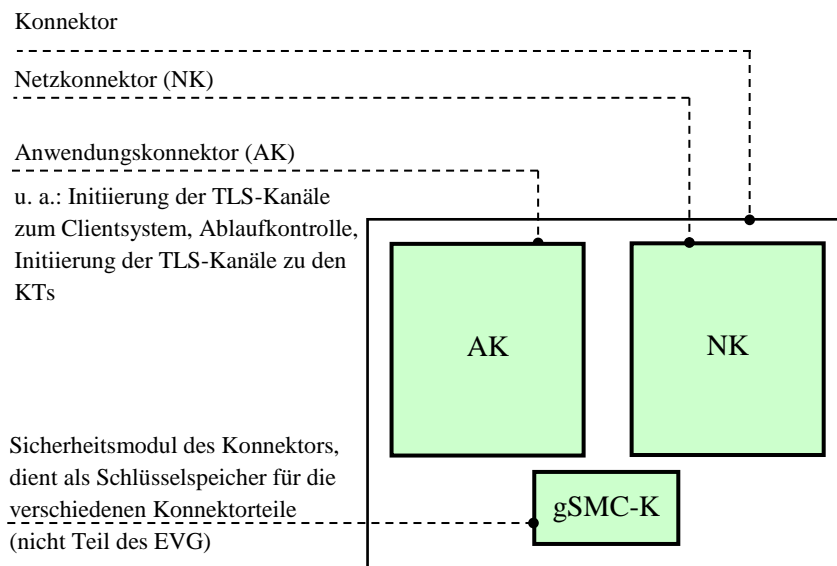 Konnektor
Netzkonnektor (NK)
Anwendungskonnektor (AK)
u. a.: Initiierung der TLS-Kanäle
zum Clientsystem, Ablaufkontrolle,
Initiierung der TLS-Kanäle zu den
KTs
AK
NK
Sicherheitsmodul des Konnektors,
dient als Schlüsselspeicher für die
verschiedenen Konnektorteile
(nicht Teil des EVG)
gSMC-K